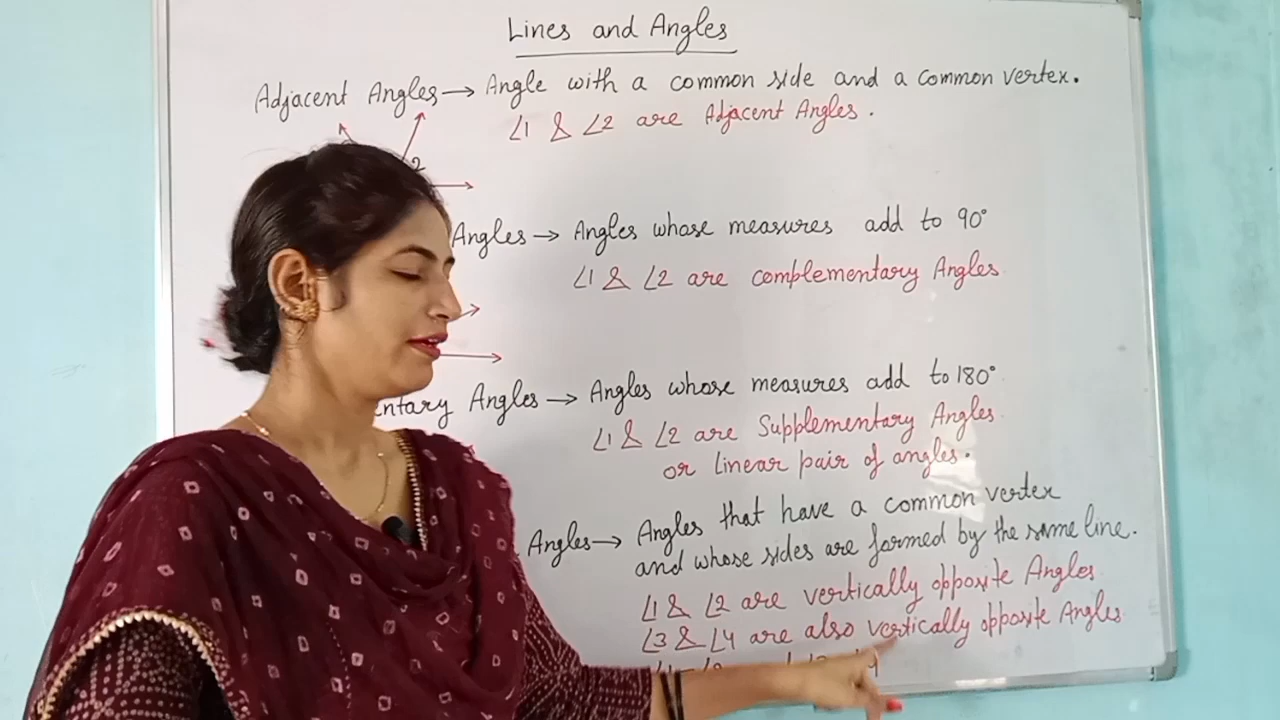 Lines and Angles
Adjacent Angles → Angle with a common side and a common vertex.
∠1 & ∠2 are Adjacent Angles.
2
Angles → Angles whose measures add to 90°
∠1 & ∠2 are complementary Angles
ntary Angles → Angles whose measures add to 180°
∠1 & ∠2 are Supplementary Angles
or linear pair of angles.
Angles → Angles that have a common vertex
and whose sides are formed by the same line.
∠1 & ∠2 are vertically opposite Angles
∠3 & ∠4 are also vertically opposite Angles